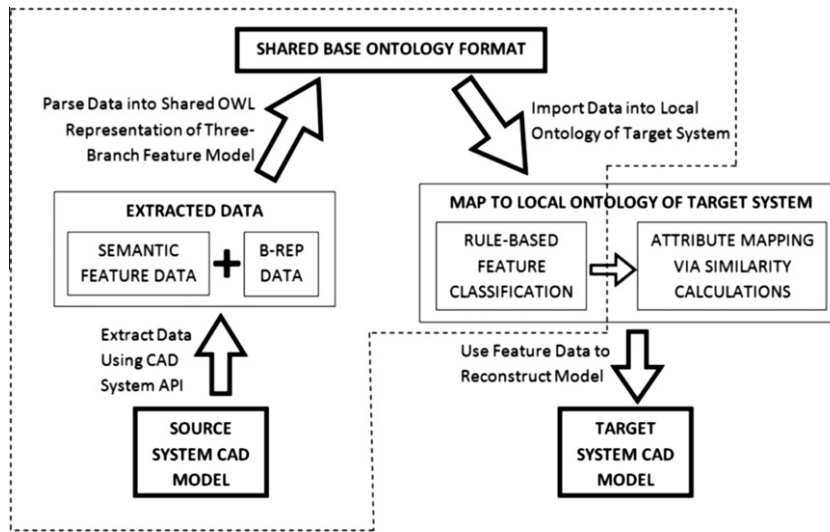 SHARED BASE ONTOLOGY FORMAT
Parse Data into Shared OWL
Representation of Three-
Branch Feature Model
Import Data into Local
Ontology of Target System
EXTRACTED DATA
SEMANTIC
FEATURE DATA
+
B-REP
DATA
MAP TO LOCAL ONTOLOGY OF TARGET SYSTEM
RULE-BASED
FEATURE
CLASSIFICATION
ATTRIBUTE MAPPING
VIA SIMILARITY
CALCULATIONS
Extract Data
Using CAD
System API
Use Feature Data to
Reconstruct Model
SOURCE
SYSTEM CAD
MODEL
TARGET
SYSTEM CAD
MODEL